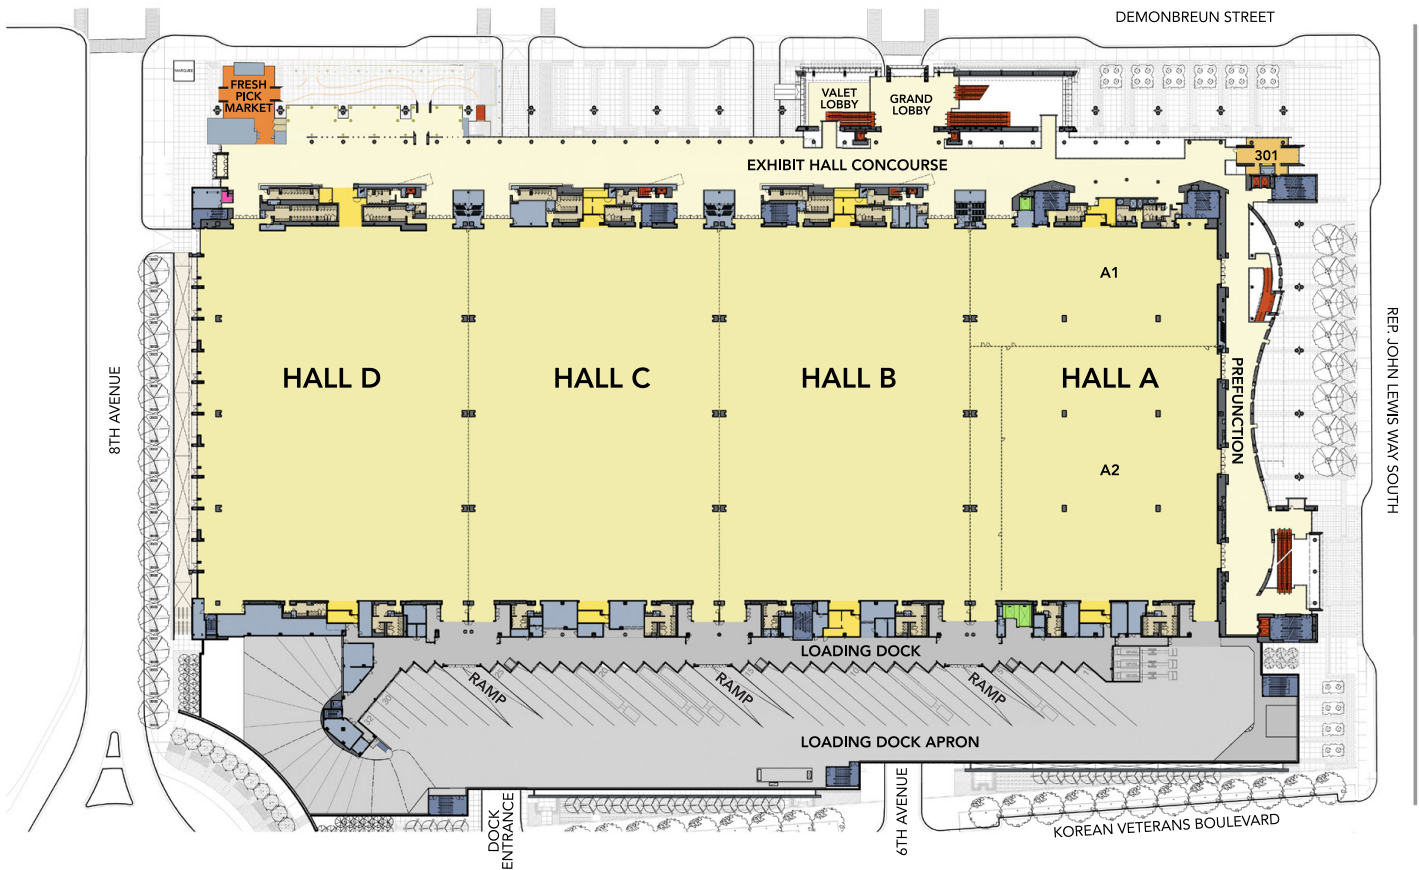 DEMONBREUN STREET
MARQUEE
FRESH
PICK
MARKET
VALET
LOBBY
GRAND
LOBBY
EXHIBIT HALL CONCOURSE
301
A1
8TH AVENUE
HALL D
HALL C
HALL B
HALL A
PREFUNCTION
REP. JOHN LEWIS WAY SOUTH
A2
LOADING DOCK
RAMP
RAMP
RAMP
LOADING DOCK APRON
DOCK
ENTRANCE
6TH AVENUE
KOREAN VETERANS BOULEVARD